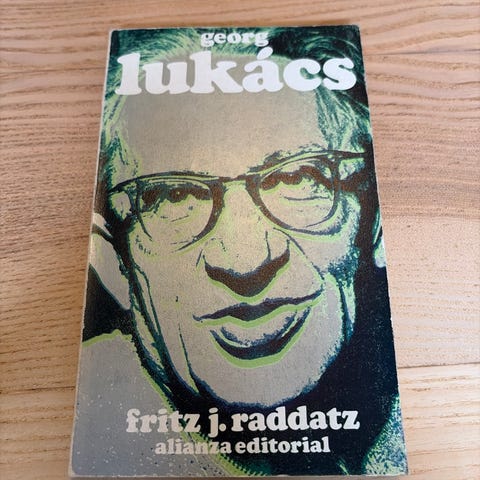 georg
lukács
fritz j. raddatz
alianza editorial